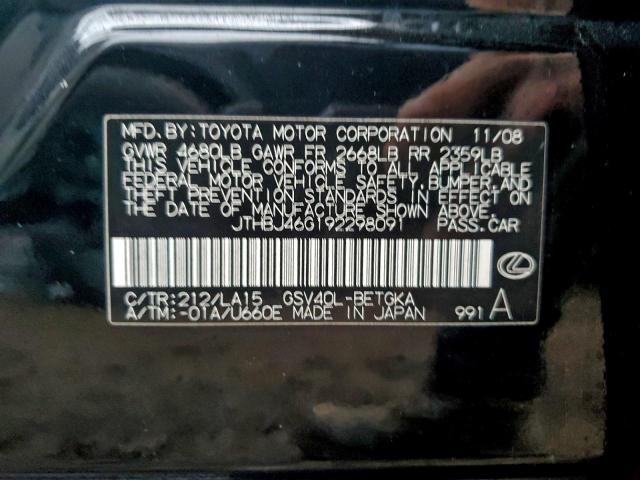 MFD. BY: TOYOTA MOTOR CORPORATION 11/08
GVWR 4680LB GAWR FR 2668LB RR 2359LB
THIS VEHICLE CONFORMS TO ALL APPLICABLE
FEDERAL MOTOR VEHICLE SAFETY, BUMPER, AND
THEFT PREVENTION STANDARDS IN EFFECT ON
THE DATE OF MANUFACTURE SHOWN ABOVE.
JTHBJ46G192298091 PASS. CAR
C/TR: 212/LA15 GSV40L-BETGKA
A/TM: -01A/U660E MADE IN JAPAN 991 A